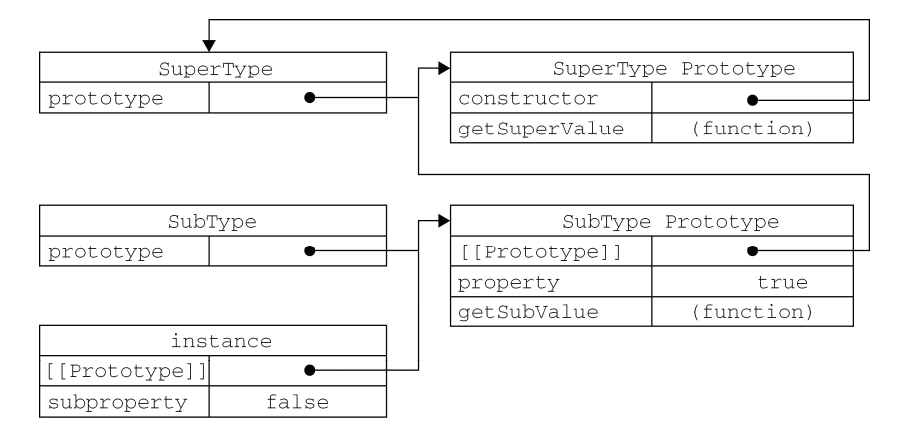 SuperType
prototype
SuperType Prototype
constructor
getSuperValue (function)
SubType
prototype
SubType Prototype
[[Prototype]]
property true
getSubValue (function)
instance
[[Prototype]]
subproperty false